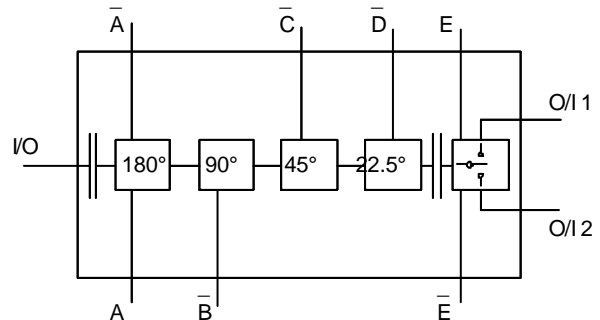 A̅ C̅ D̅ E
O/I 1
I/O
180° 90° 45° 22.5°
O/I 2
A B̅ E̅